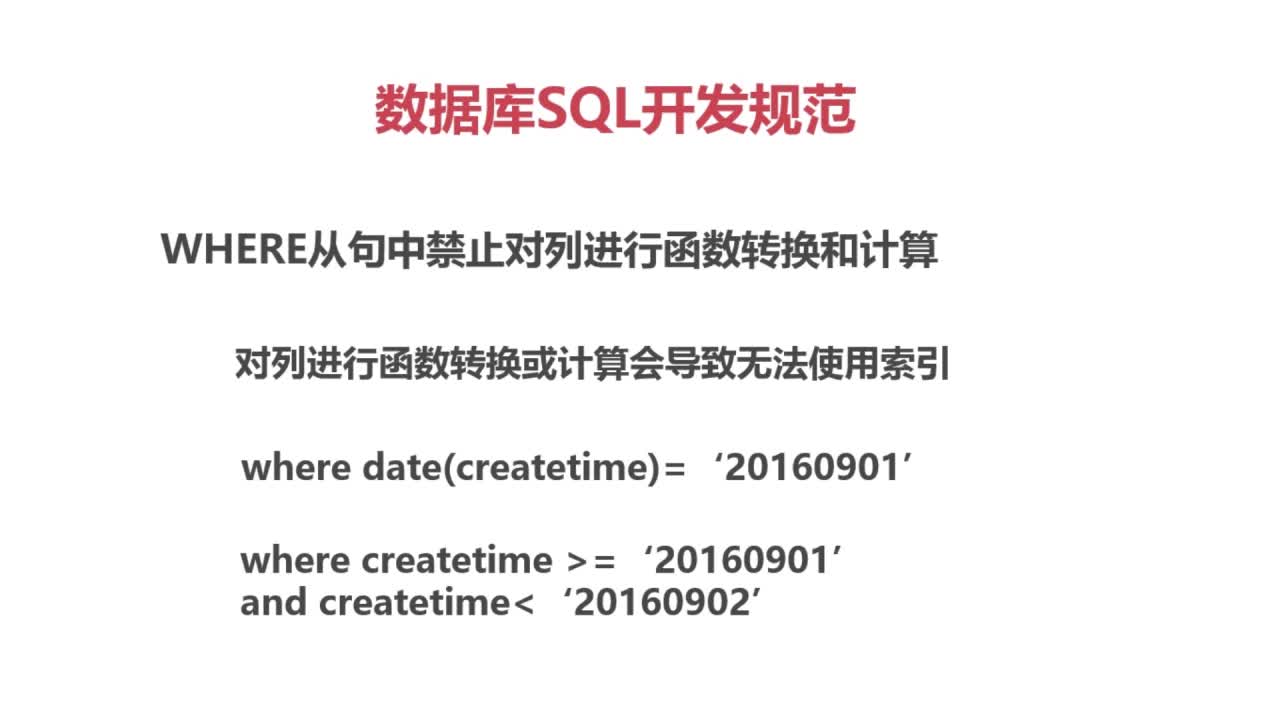 数据库SQL开发规范
WHERE从句中禁止对列进行函数转换和计算
对列进行函数转换或计算会导致无法使用索引
where date(createtime)= ‘20160901’
where createtime >= ‘20160901’
and createtime< ‘20160902’